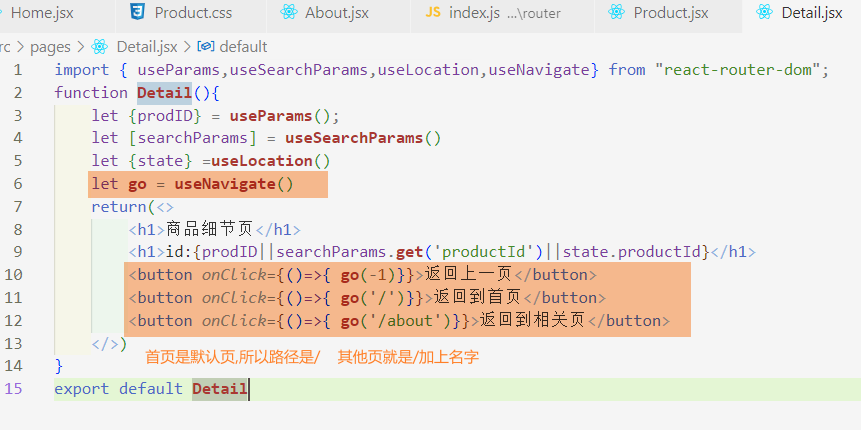 Home.jsx Product.css About.jsx JS index.js ...\router Product.jsx Detail.jsx
rc > pages > Detail.jsx > default
1 import { useParams,useSearchParams,useLocation,useNavigate} from "react-router-dom";
2 function Detail(){
3 let {prodID} = useParams();
4 let [searchParams] = useSearchParams()
5 let {state} =useLocation()
6 let go = useNavigate()
7 return(<>
8 <h1>商品细节页</h1>
9 <h1>id:{prodID||searchParams.get('productId')||state.productId}</h1>
10 <button onClick={()=>{ go(-1)}}>返回上一页</button>
11 <button onClick={()=>{ go('/')}}>返回到首页</button>
12 <button onClick={()=>{ go('/about')}}>返回到相关页</button>
13 </>)
首页是默认页,所以路径是/ 其他页就是/加上名字
14 }
15 export default Detail